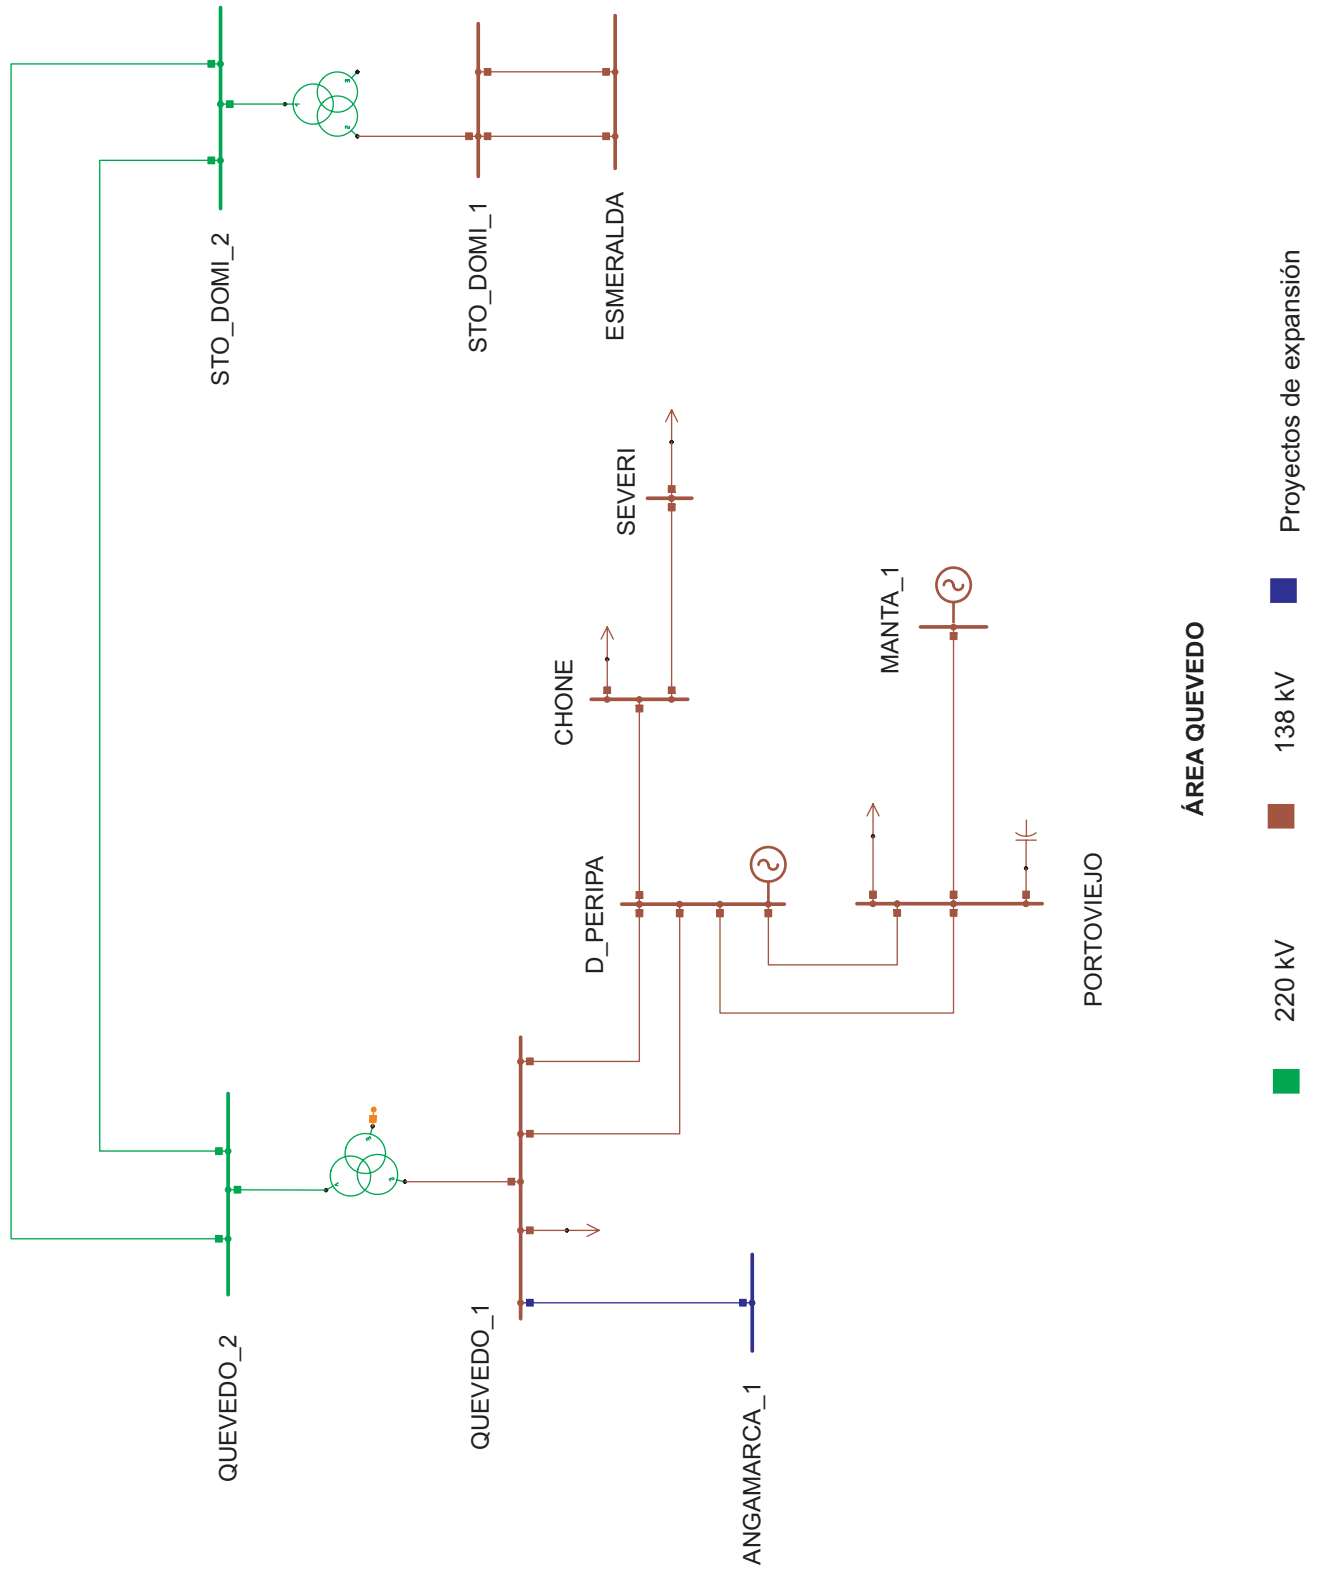 QUEVEDO_2
STO_DOMI_2
QUEVEDO_1
STO_DOMI_1
ESMERALDA
D_PERIPA
CHONE
SEVERI
ANGAMARCA_1
MANTA_1
PORTOVIEJO
ÁREA QUEVEDO
220 kV
138 kV
Proyectos de expansión